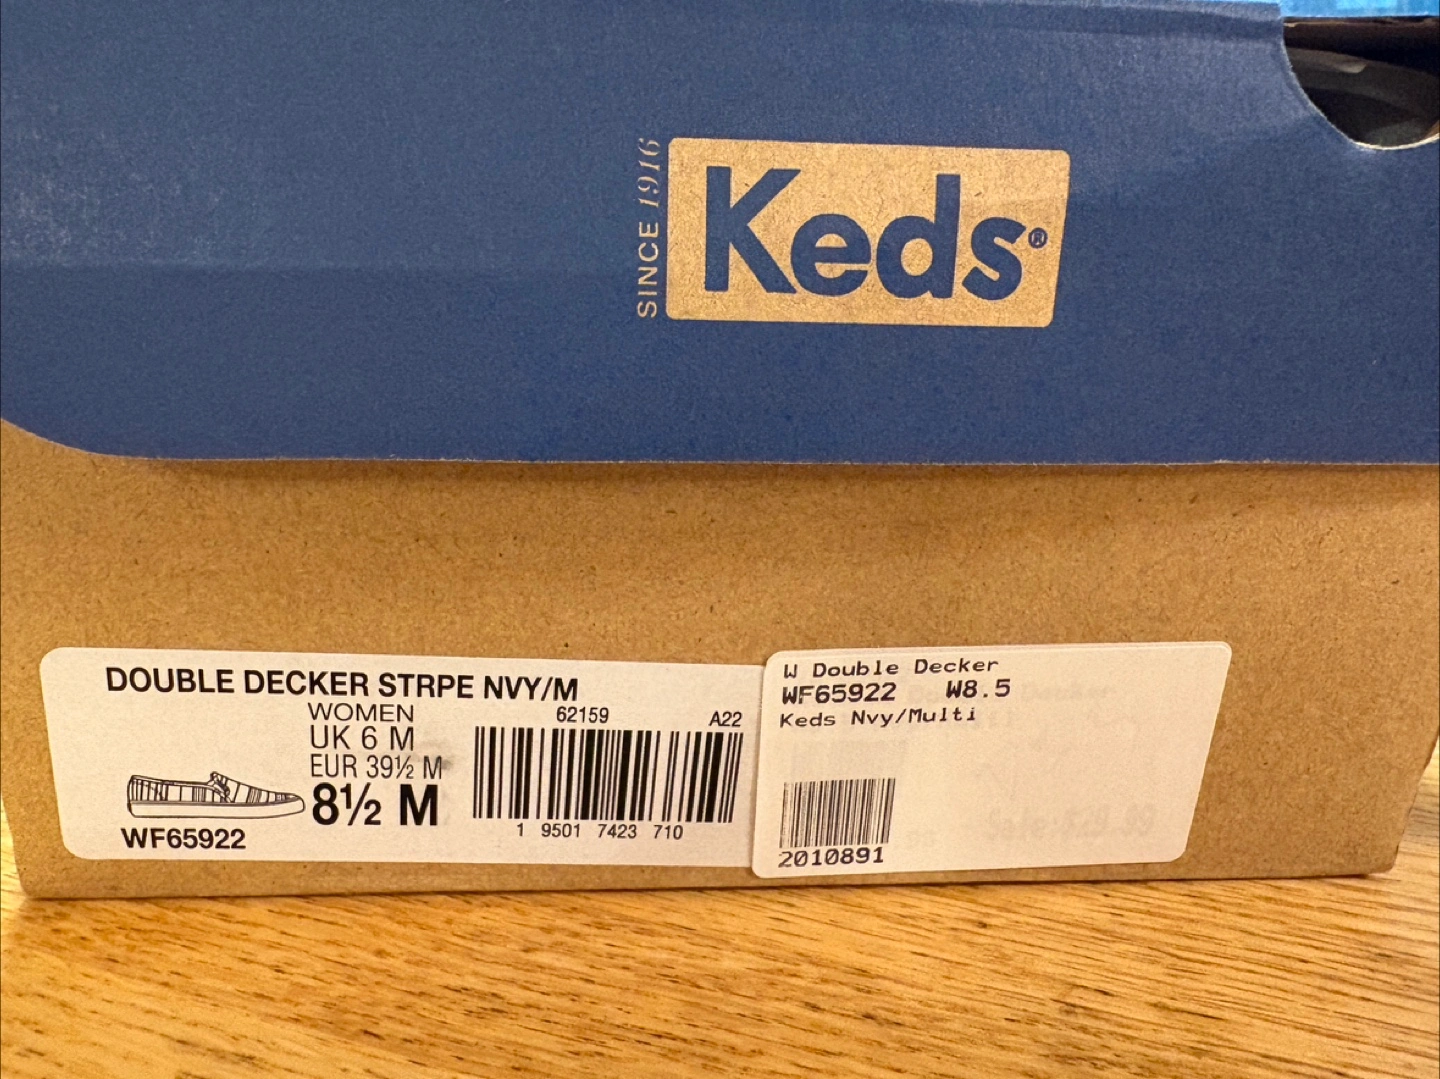 SINCE 1916
Keds®
DOUBLE DECKER STRPE NVY/M
WOMEN
UK 6 M
EUR 39½ M
8½ M
WF65922
62159 A22
1 9501 7423 710
W Double Decker
WF65922 W8.5
Keds Nvy/Multi
2010891